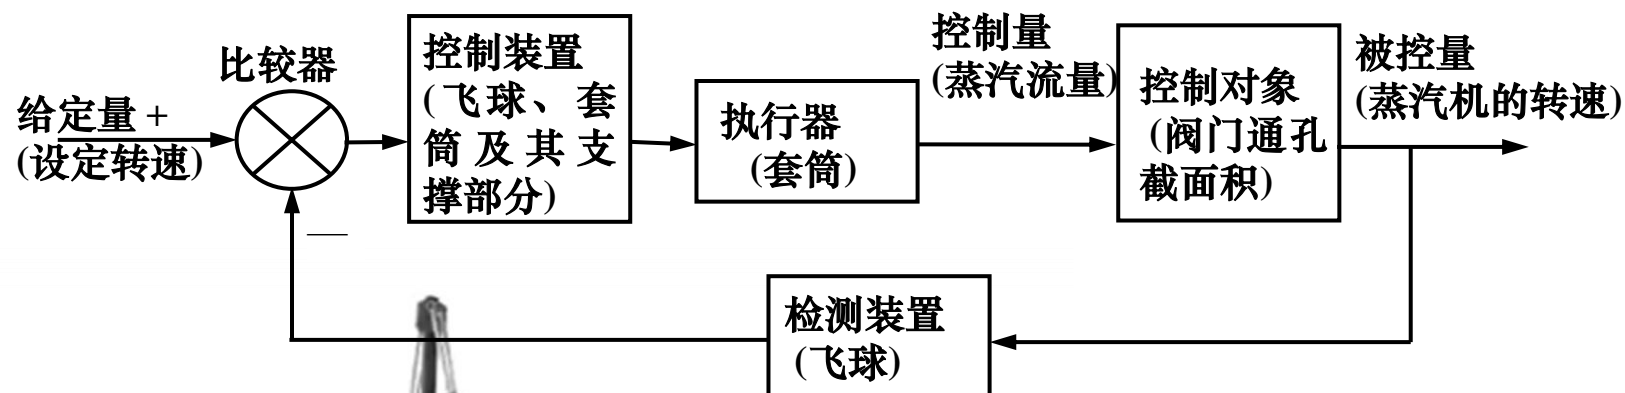 比较器
给定量 +
(设定转速)
—
控制装置
(飞球、套
筒及其支
撑部分)
执行器
(套筒)
控制量
(蒸汽流量)
控制对象
(阀门通孔
截面积)
被控量
(蒸汽机的转速)
检测装置
(飞球)